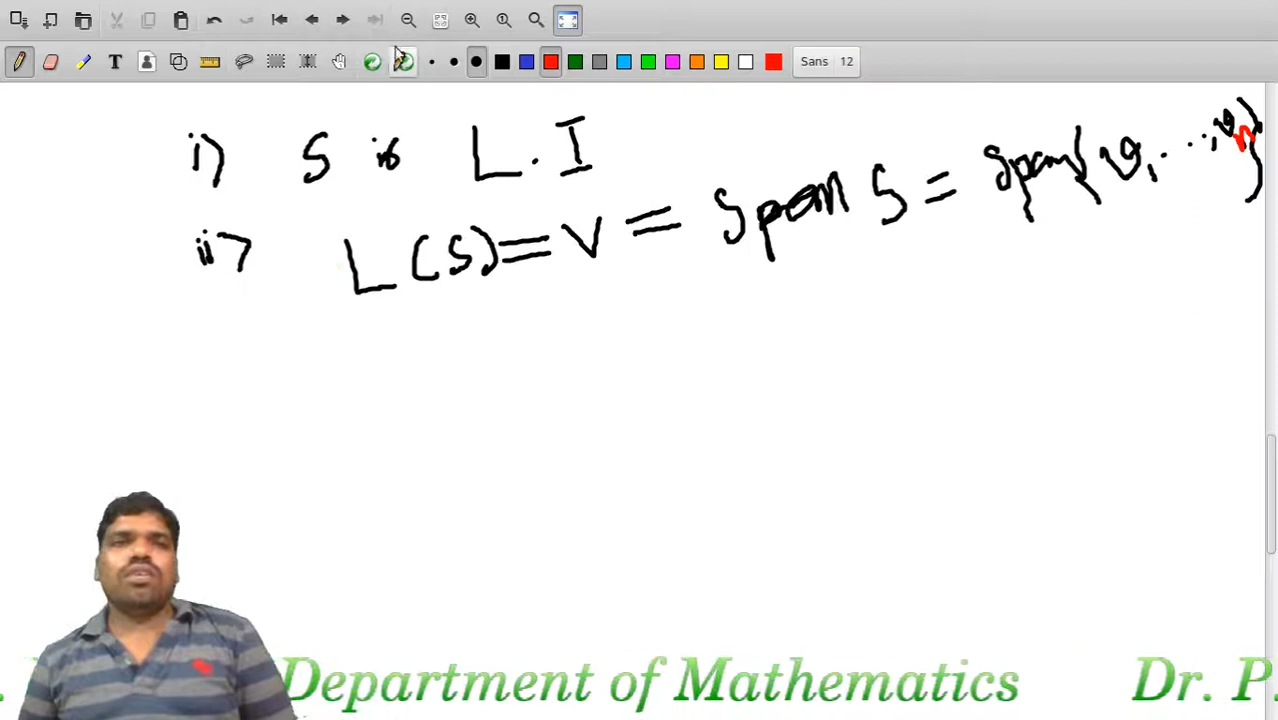 Sans 12
i) S is L.I
ii) L(S) = V = Span S = Span{v1, ..., vn}
Department of Mathematics Dr. P.